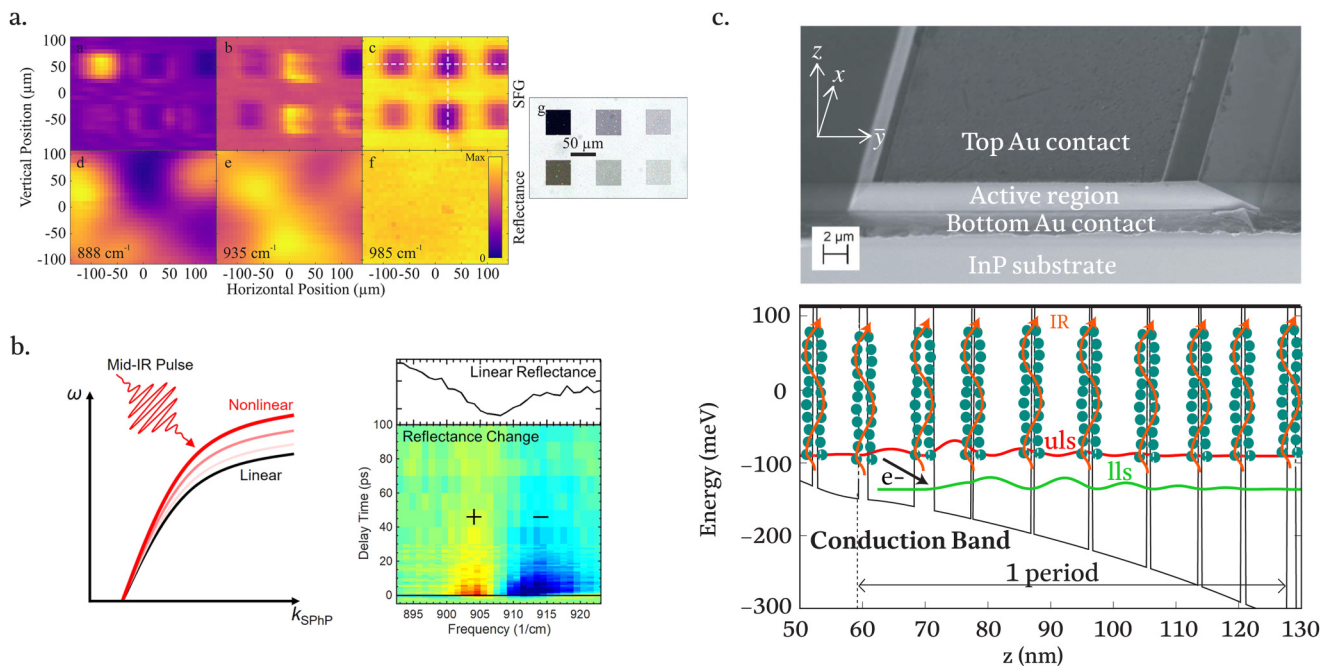 a.
100
50
0
-50
-100
100
50
0
-50
-100
Vertical Position (µm)
a
b
c
d
e
f
Max
0
888 cm⁻¹
935 cm⁻¹
985 cm⁻¹
SFG
Reflectance
-100-50 0 50 100
-100-50 0 50 100
-100-50 0 50 100
Horizontal Position (µm)
g
50 µm
b.
Mid-IR Pulse
ω
Nonlinear
Linear
k_SPhP
Linear Reflectance
Reflectance Change
+
−
100
80
60
40
20
0
Delay Time (ps)
895 900 905 910 915 920
Frequency (1/cm)
c.
z
x
y̅
Top Au contact
Active region
Bottom Au contact
2 µm
InP substrate
100
0
−100
−200
−300
Energy (meV)
IR
uls
e-
lls
Conduction Band
1 period
50 60 70 80 90 100 110 120 130
z (nm)